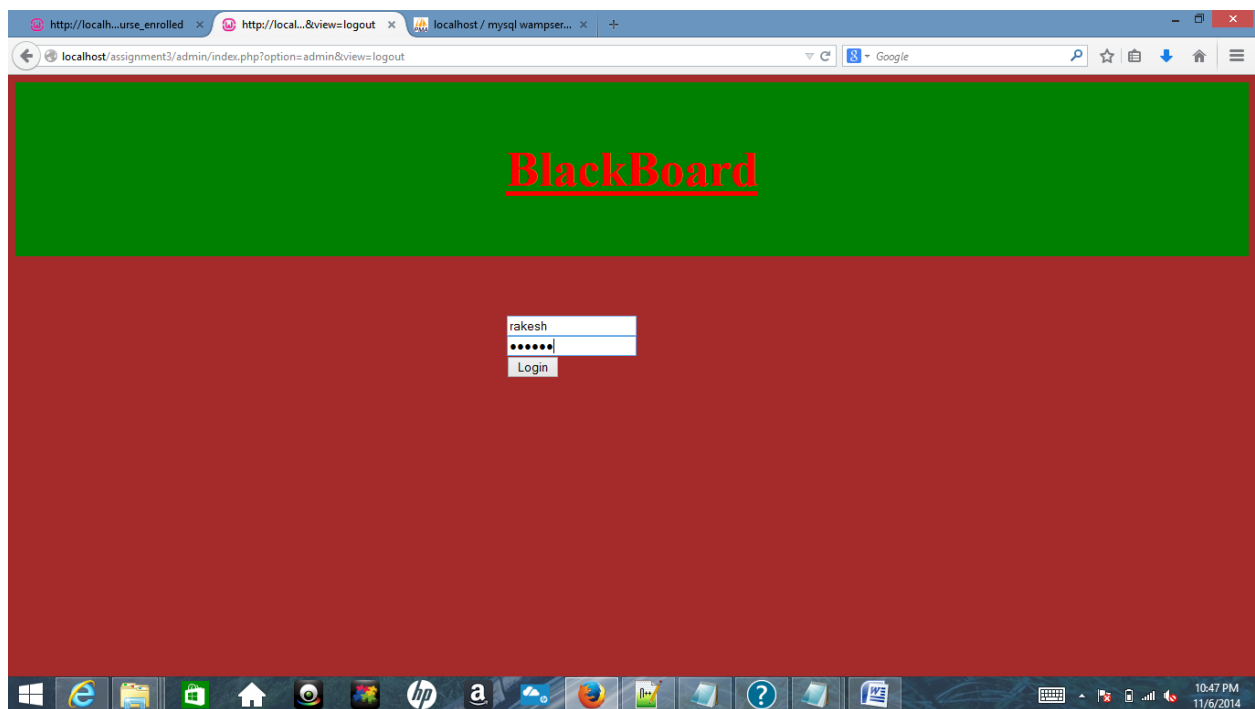 http://localh...urse_enrolled
http://local...&view=logout
localhost / mysql wampser...
localhost/assignment3/admin/index.php?option=admin&view=logout
Google
BlackBoard
rakesh
••••••
Login
10:47 PM
11/6/2014